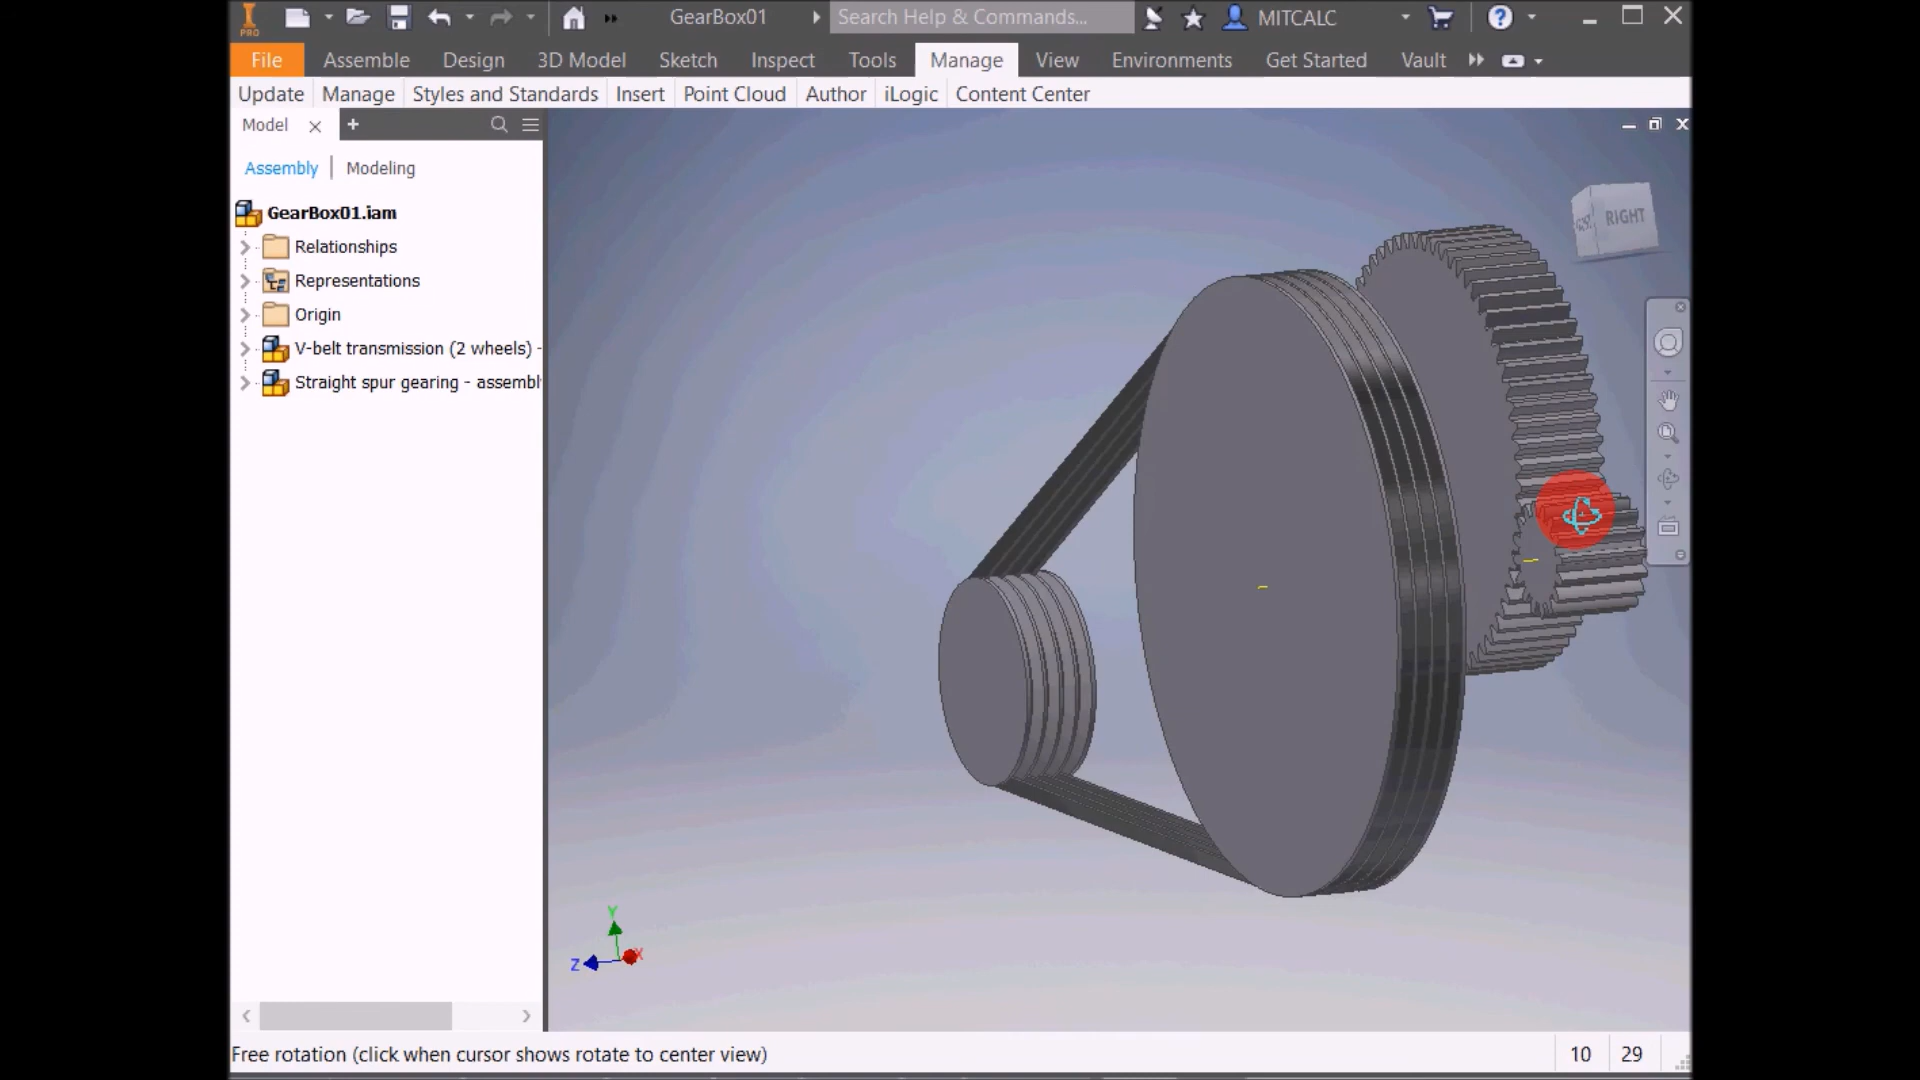 PRO
GearBox01
Search Help & Commands...
MITCALC
File Assemble Design 3D Model Sketch Inspect Tools Manage View Environments Get Started Vault
Update Manage Styles and Standards Insert Point Cloud Author iLogic Content Center
Model
Assembly Modeling
GearBox01.iam
Relationships
Representations
Origin
V-belt transmission (2 wheels) -
Straight spur gearing - assembl
RIGHT
Y
Z X
Free rotation (click when cursor shows rotate to center view)
10 29